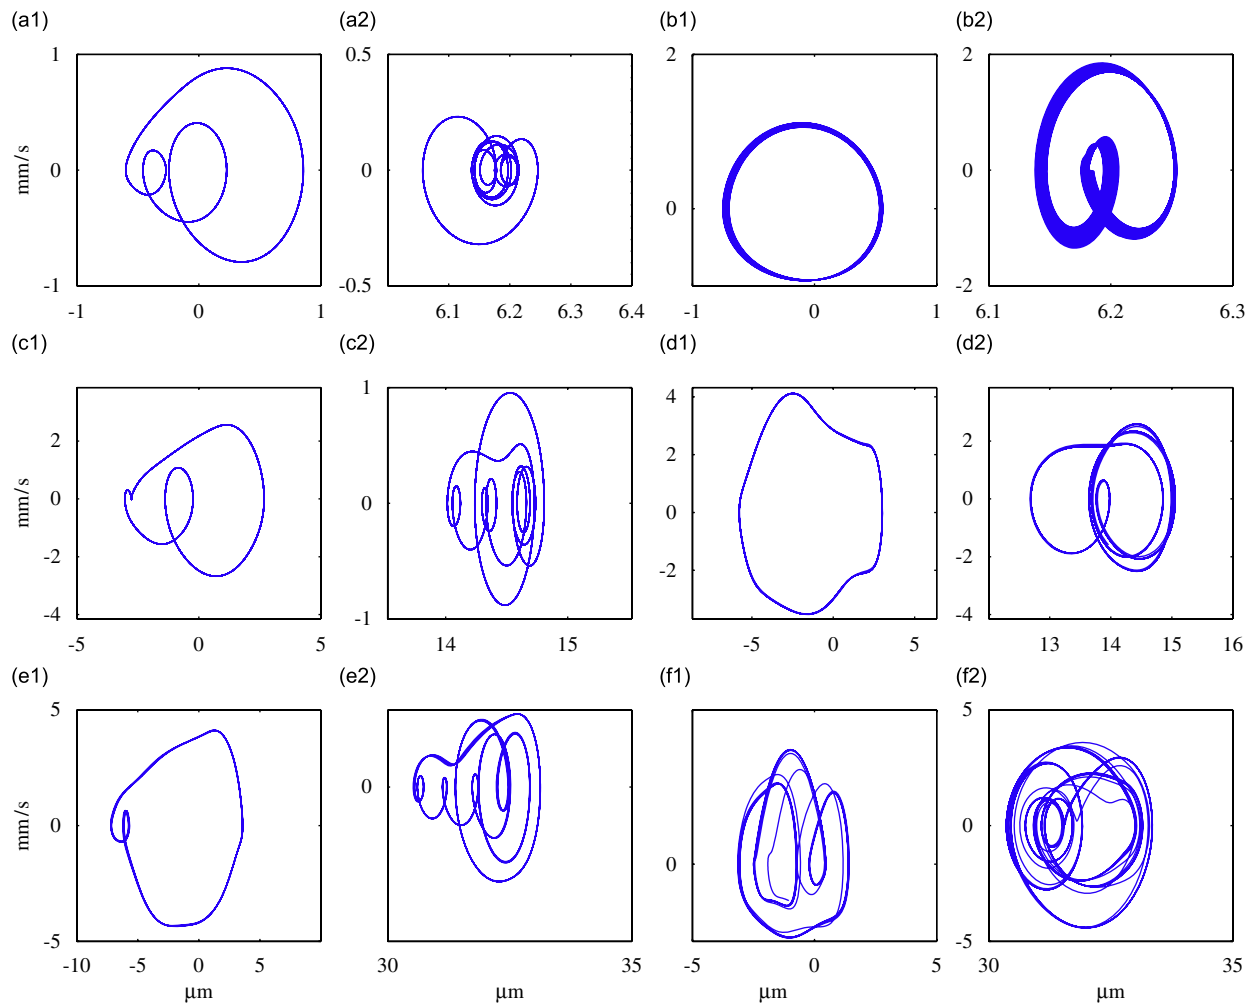 (a1) (a2) (b1) (b2)
1 0.5 2 2
mm/s 0 0 1 0
0
-1 -0.5 -2
-1 0 1 6.1 6.2 6.3 6.4 -1 0 1 6.1 6.2 6.3
(c1) (c2) (d1) (d2)
1 4
2 2 2
mm/s 0 0 0 0
-2 2 -2
-4 -1 -4
-5 0 5 14 15 -5 0 5 13 14 15 16
(e1) (e2) (f1) (f2)
5 5
0
mm/s 0 0 0
-5 -5
-10 -5 0 5 30 35 -5 0 5 30 35
μm μm μm μm